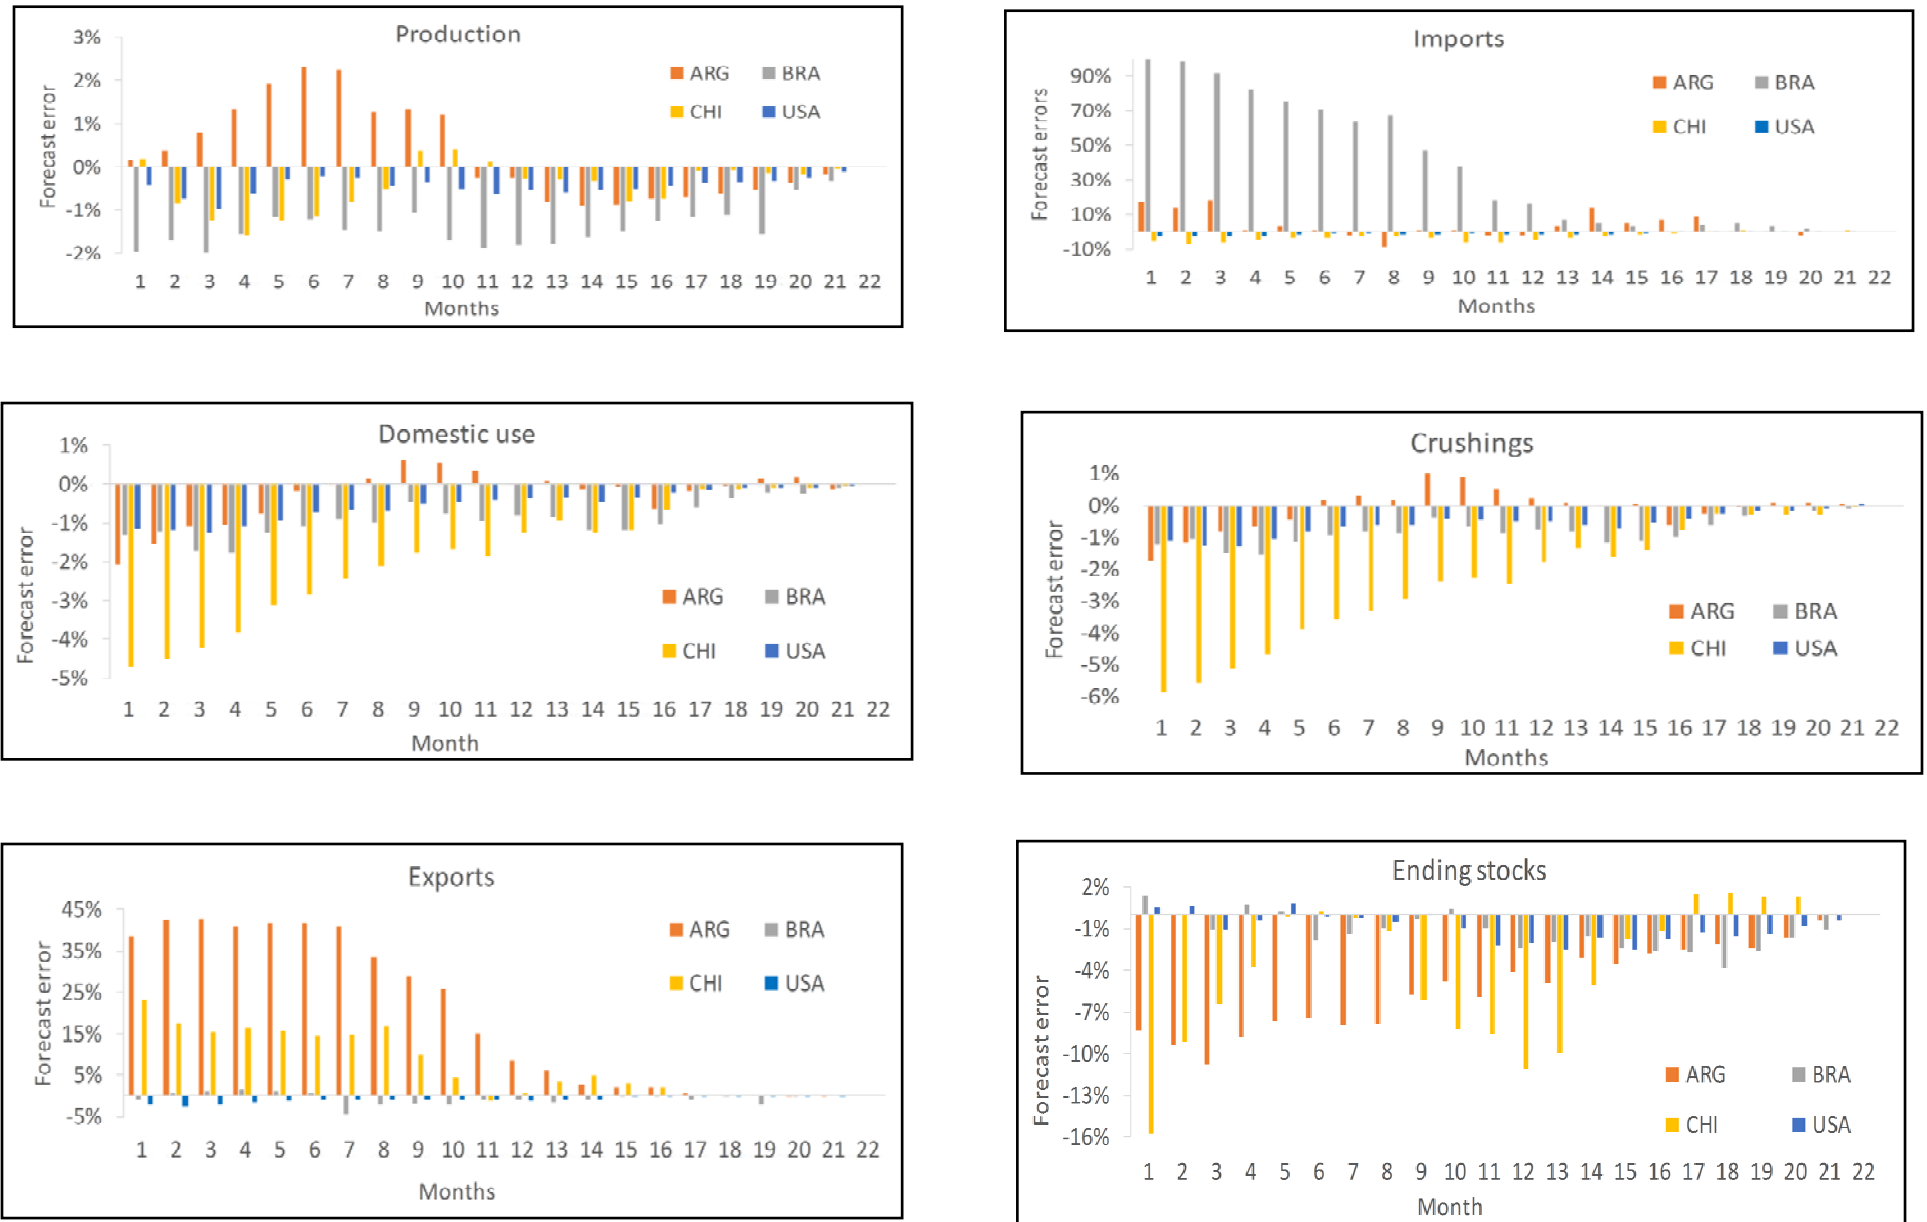 Production
3%
2%
1%
0%
-1%
-2%
Forecast error
ARG BRA
CHI USA
1 2 3 4 5 6 7 8 9 10 11 12 13 14 15 16 17 18 19 20 21 22
Months
Imports
90%
70%
50%
30%
10%
-10%
Forecast errors
ARG BRA
CHI USA
1 2 3 4 5 6 7 8 9 10 11 12 13 14 15 16 17 18 19 20 21 22
Months
Domestic use
1%
0%
-1%
-2%
-3%
-4%
-5%
Forecast error
ARG BRA
CHI USA
1 2 3 4 5 6 7 8 9 10 11 12 13 14 15 16 17 18 19 20 21 22
Month
Crushings
1%
0%
-1%
-2%
-3%
-4%
-5%
-6%
Forecast error
ARG BRA
CHI USA
1 2 3 4 5 6 7 8 9 10 11 12 13 14 15 16 17 18 19 20 21 22
Months
Exports
45%
35%
25%
15%
5%
-5%
Forecast error
ARG BRA
CHI USA
1 2 3 4 5 6 7 8 9 10 11 12 13 14 15 16 17 18 19 20 21 22
Months
Ending stocks
2%
-1%
-4%
-7%
-10%
-13%
-16%
Forecast error
ARG BRA
CHI USA
1 2 3 4 5 6 7 8 9 10 11 12 13 14 15 16 17 18 19 20 21 22
Month